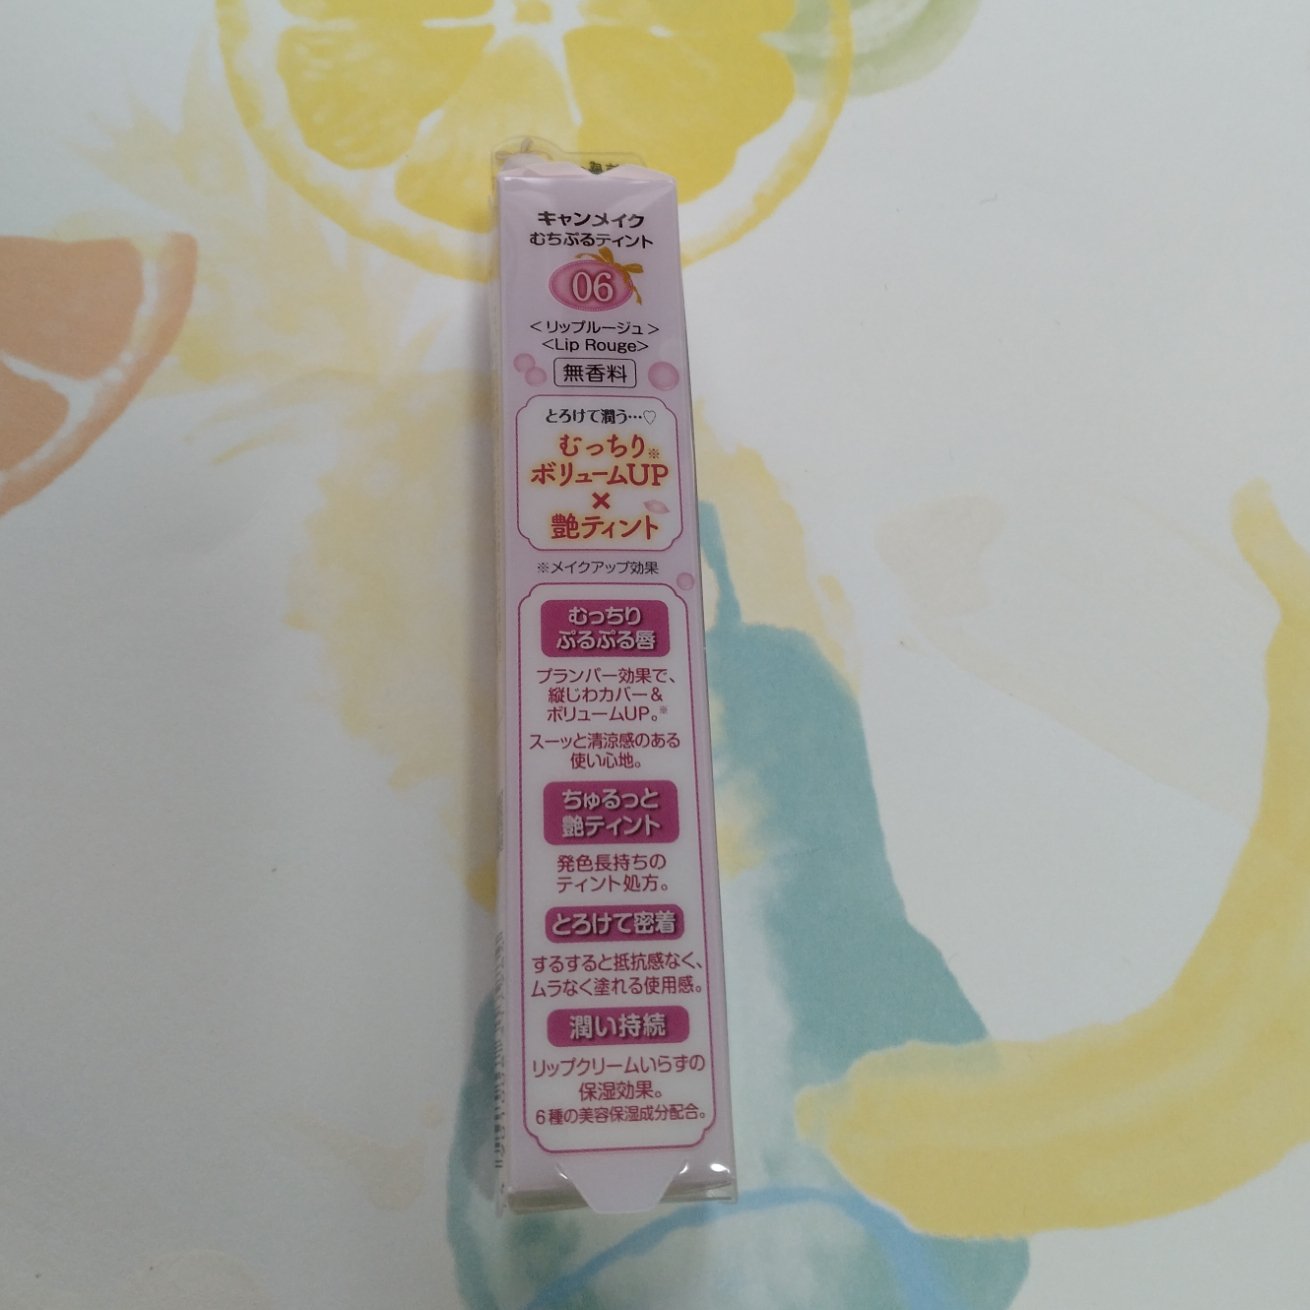 キャンメイク
むちぷるティント
06
<リップルージュ>
<Lip Rouge>
無香料
とろけて潤う…♡
むっちり※
ボリュームUP
×
艶ティント
※メイクアップ効果
むっちり
ぷるぷる唇
プランパー効果で、
縦じわカバー&
ボリュームUP。※
スーッと清涼感のある
使い心地。
ちゅるっと
艶ティント
発色長持ちの
ティント処方。
とろけて密着
するすると抵抗感なく、
ムラなく塗れる使用感。
潤い持続
リップクリームいらずの
保湿効果。
6種の美容保湿成分配合。